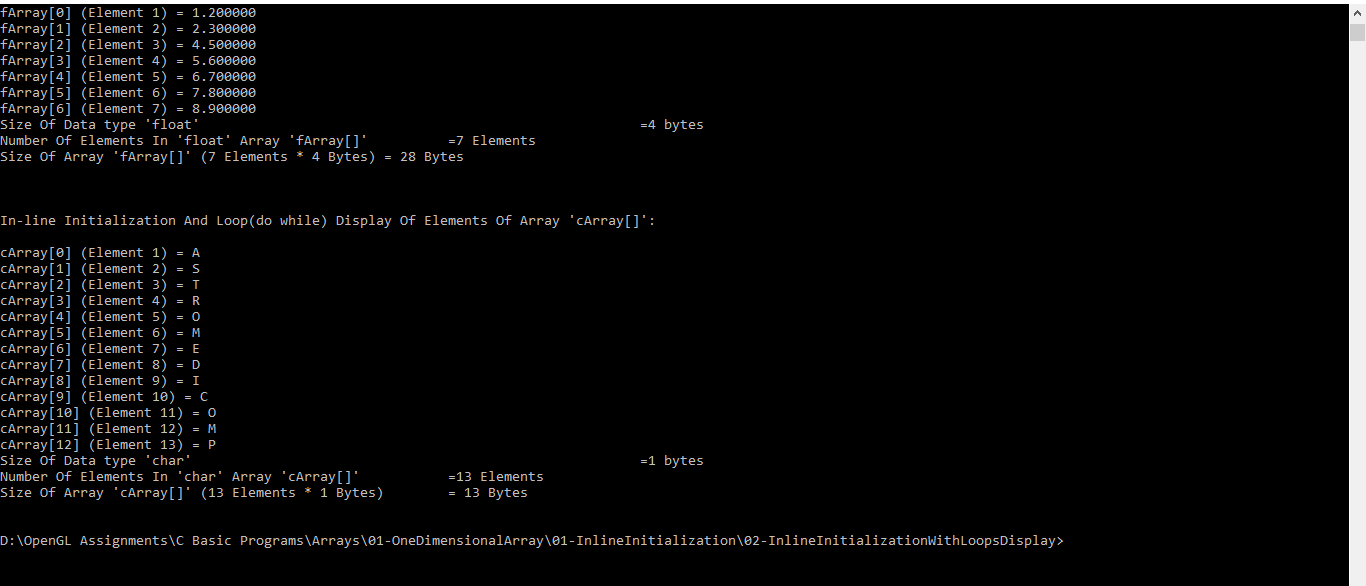 fArray[0] (Element 1) = 1.200000
fArray[1] (Element 2) = 2.300000
fArray[2] (Element 3) = 4.500000
fArray[3] (Element 4) = 5.600000
fArray[4] (Element 5) = 6.700000
fArray[5] (Element 6) = 7.800000
fArray[6] (Element 7) = 8.900000
Size Of Data type 'float' =4 bytes
Number Of Elements In 'float' Array 'fArray[]' =7 Elements
Size Of Array 'fArray[]' (7 Elements * 4 Bytes) = 28 Bytes
In-line Initialization And Loop(do while) Display Of Elements Of Array 'cArray[]':
cArray[0] (Element 1) = A
cArray[1] (Element 2) = S
cArray[2] (Element 3) = T
cArray[3] (Element 4) = R
cArray[4] (Element 5) = O
cArray[5] (Element 6) = M
cArray[6] (Element 7) = E
cArray[7] (Element 8) = D
cArray[8] (Element 9) = I
cArray[9] (Element 10) = C
cArray[10] (Element 11) = O
cArray[11] (Element 12) = M
cArray[12] (Element 13) = P
Size Of Data type 'char' =1 bytes
Number Of Elements In 'char' Array 'cArray[]' =13 Elements
Size Of Array 'cArray[]' (13 Elements * 1 Bytes) = 13 Bytes
D:\OpenGL Assignments\C Basic Programs\Arrays\01-OneDimensionalArray\01-InlineInitialization\02-InlineInitializationWithLoopsDisplay>